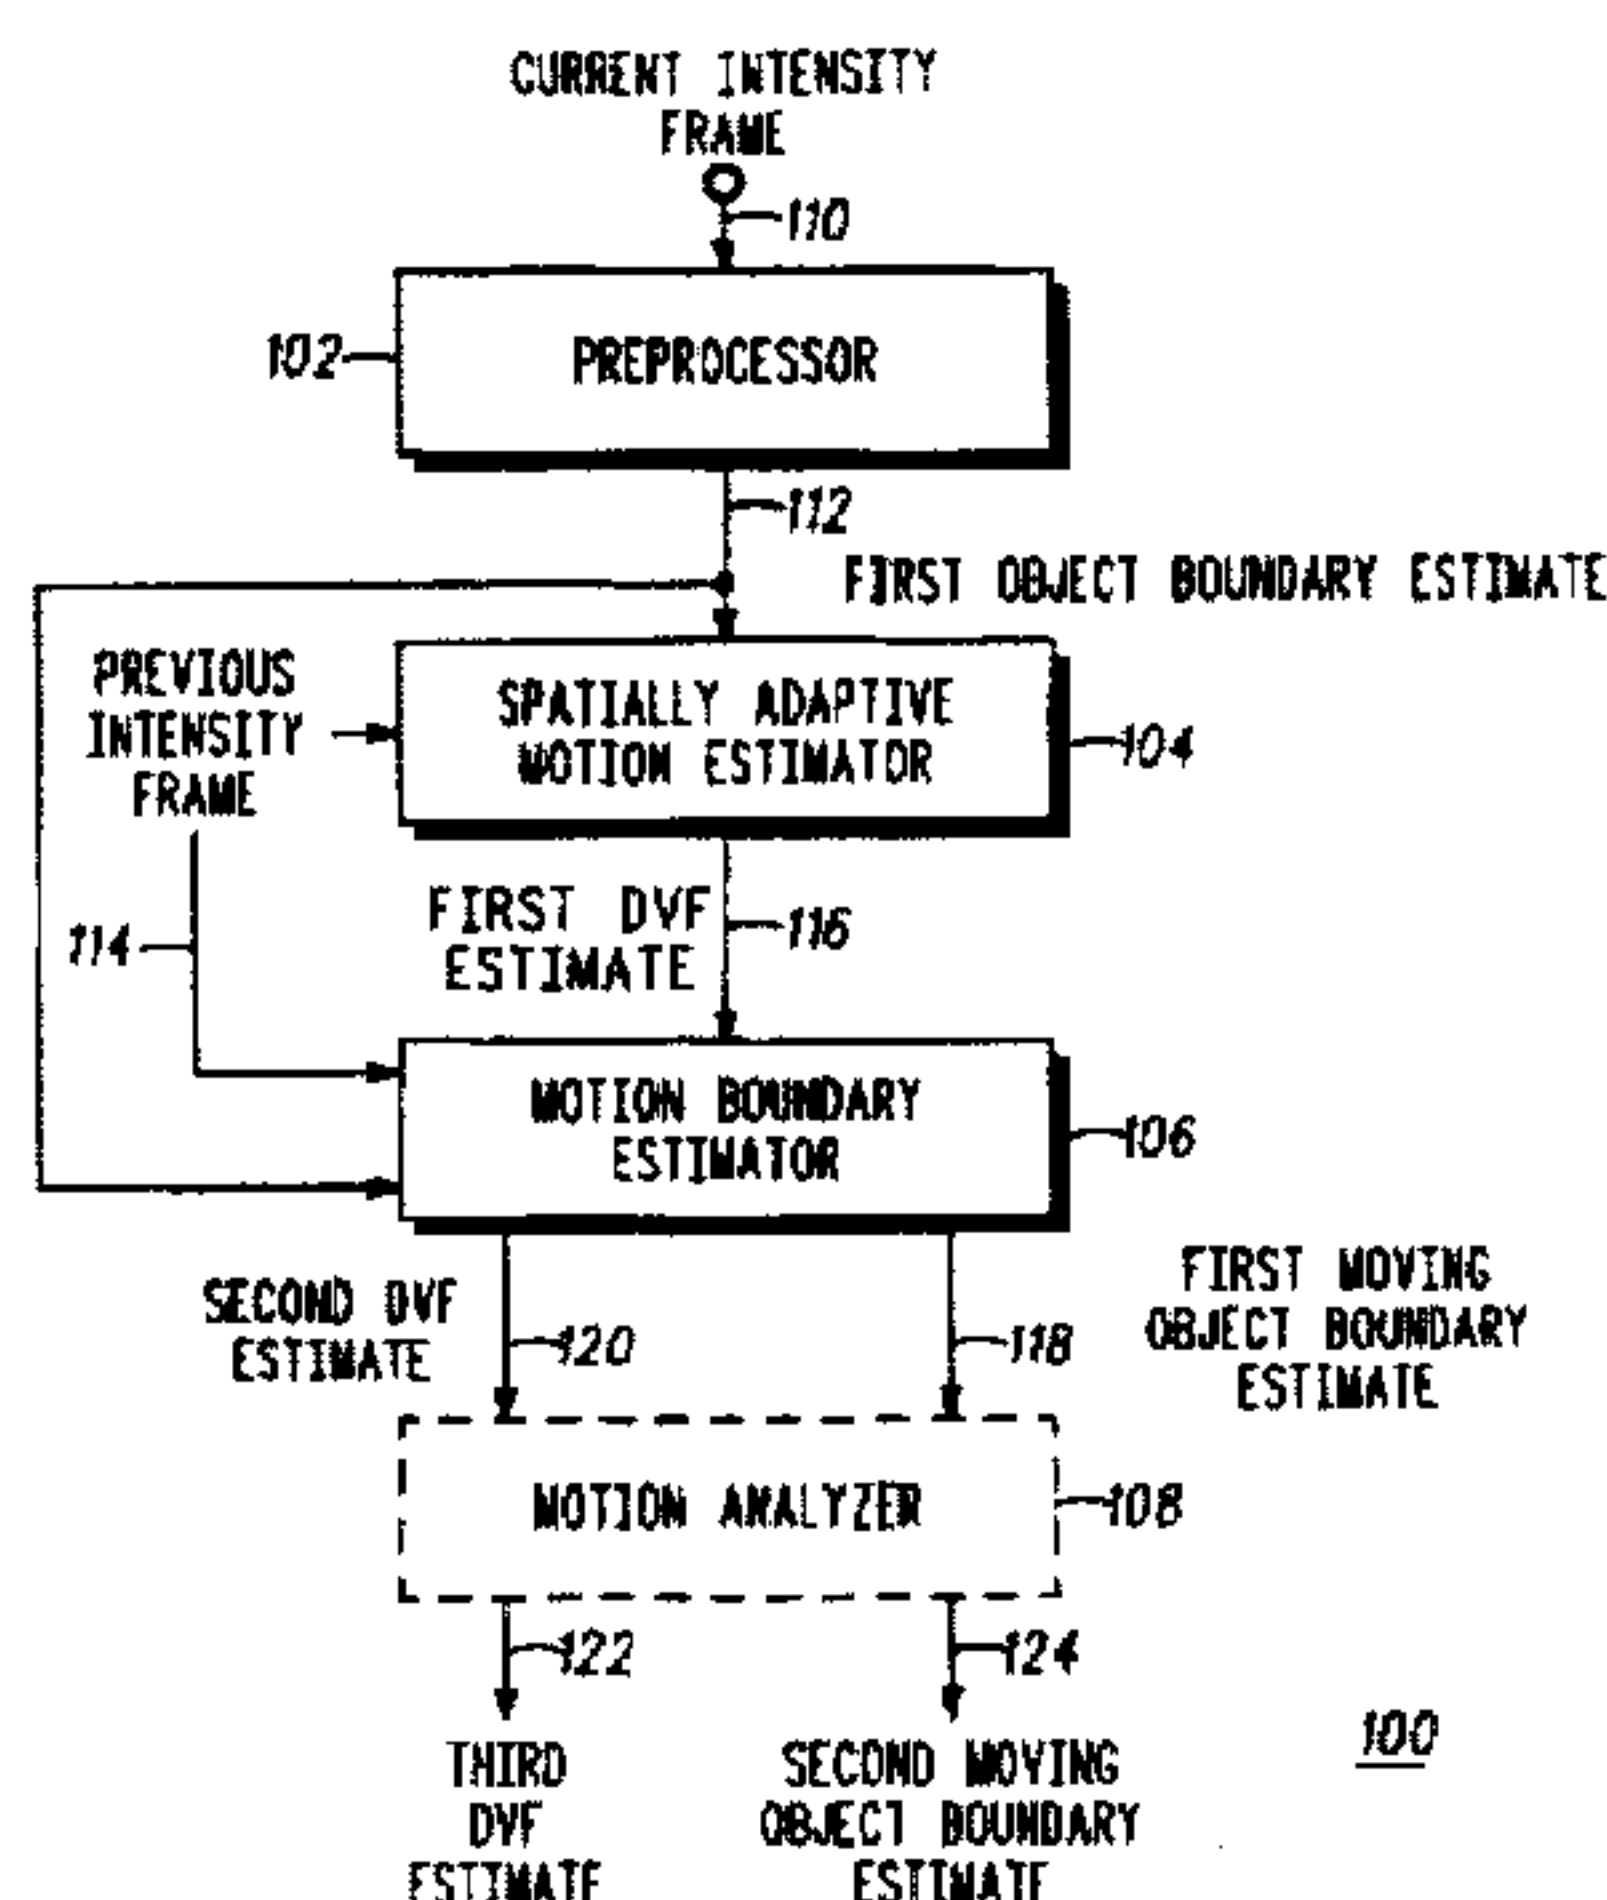 CURRENT INTENSITY
FRAME
110
102
PREPROCESSOR
112
FIRST OBJECT BOUNDARY ESTIMATE
PREVIOUS
INTENSITY
FRAME
SPATIALLY ADAPTIVE
MOTION ESTIMATOR
104
114
FIRST DVF
ESTIMATE
116
MOTION BOUNDARY
ESTIMATOR
106
SECOND DVF
ESTIMATE
120
118
FIRST MOVING
OBJECT BOUNDARY
ESTIMATE
MOTION ANALYZER
108
122
124
THIRD
DVF
ESTIMATE
SECOND MOVING
OBJECT BOUNDARY
ESTIMATE
100